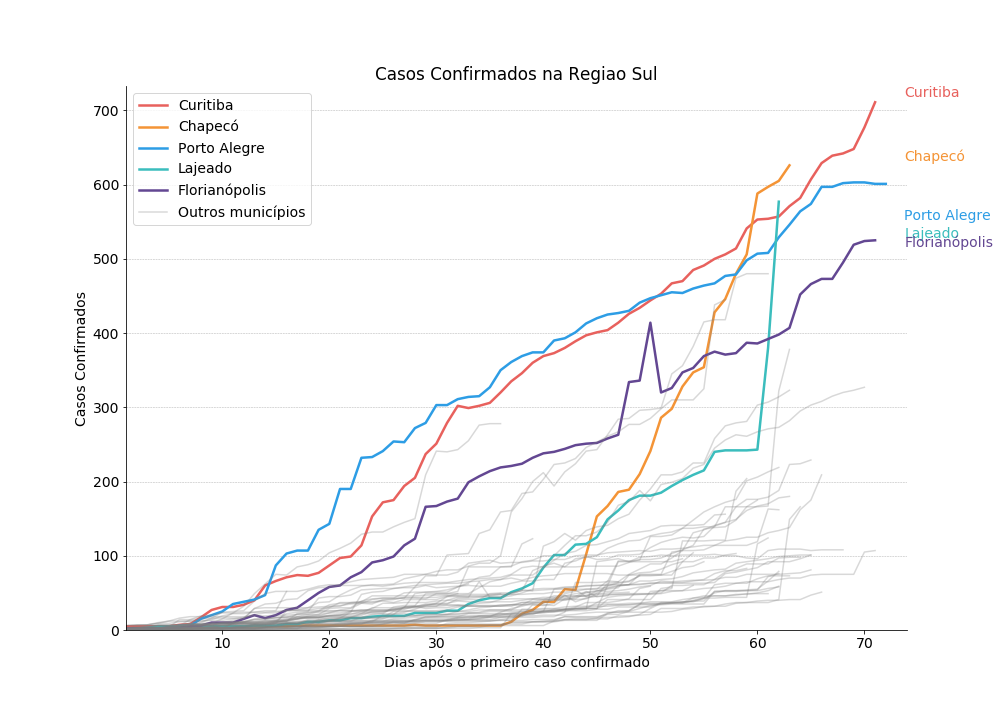 Casos Confirmados na Regiao Sul
Curitiba
Chapecó
Porto Alegre
Lajeado
Florianópolis
Outros municípios
Curitiba
Chapecó
Porto Alegre
Lajeado
Florianópolis
Casos Confirmados
700
600
500
400
300
200
100
0
10
20
30
40
50
60
70
Dias após o primeiro caso confirmado